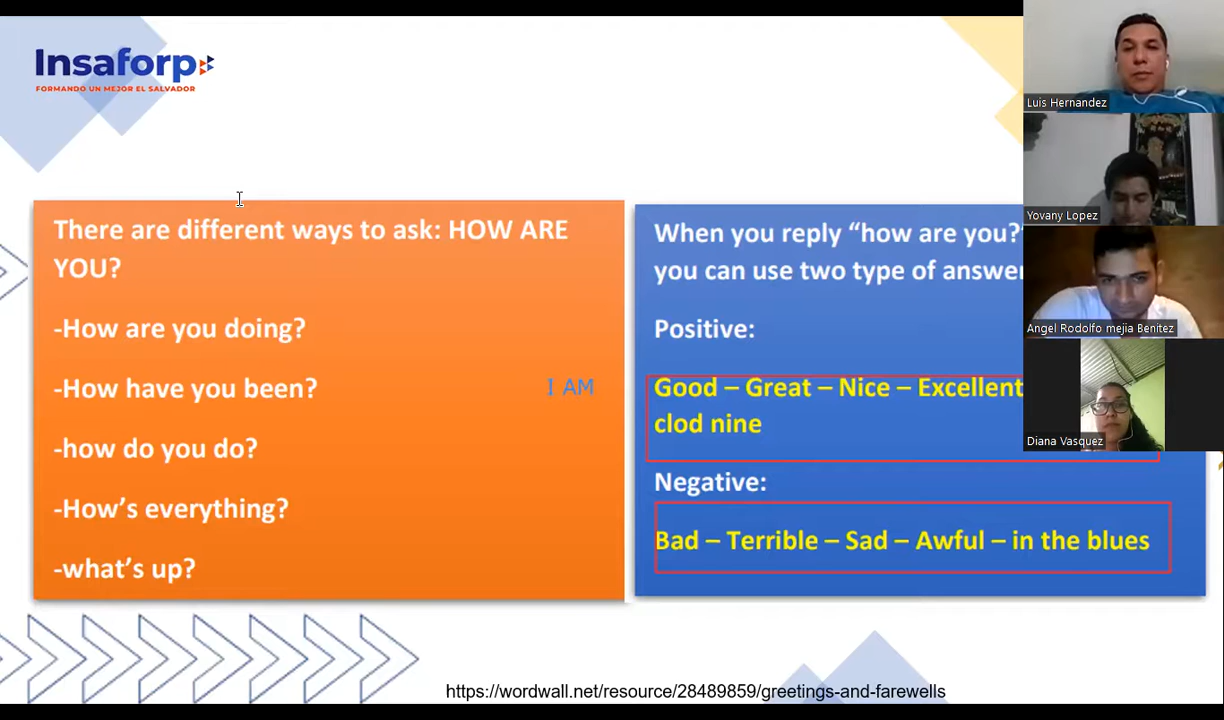 Insaforp
FORMANDO UN MEJOR EL SALVADOR
There are different ways to ask: HOW ARE
YOU?
-How are you doing?
-How have you been?
I AM
-how do you do?
-How's everything?
-what's up?
When you reply “how are you?
you can use two type of
Positive:
Good – Great – Nice – Excellent
clod nine
Negative:
Bad – Terrible – Sad – Awful – in the blues
https://wordwall.net/resource/28489859/greetings-and-farewells
Luis Hernandez
Yovany Lopez
Angel Rodolfo mejia Benitez
Diana Vasquez